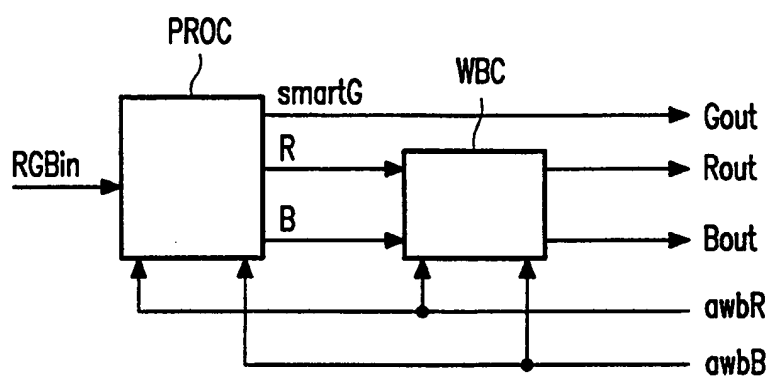 PROC
WBC
smartG
Gout
R
Rout
RGBin
B
Bout
awbR
awbB